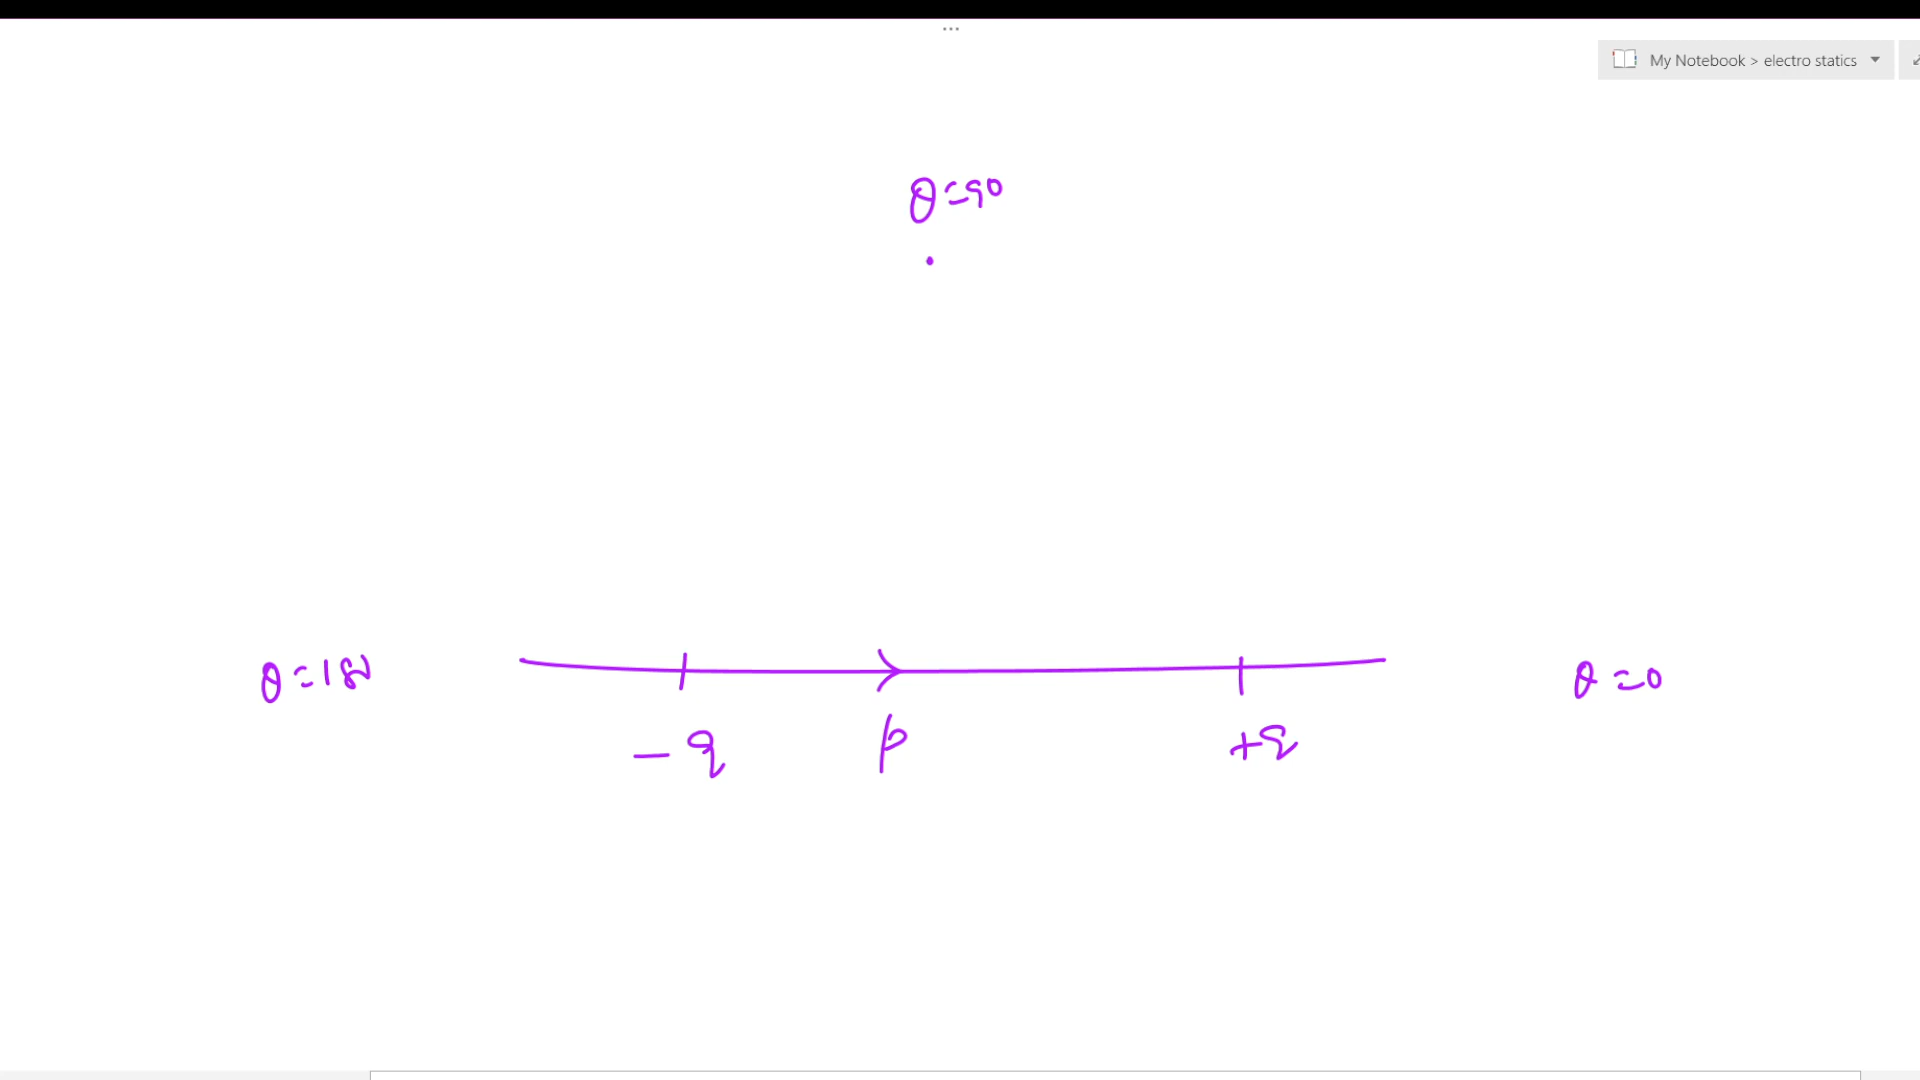 ...
My Notebook > electro statics
θ=90
θ=180
θ=0
-q
p
+q